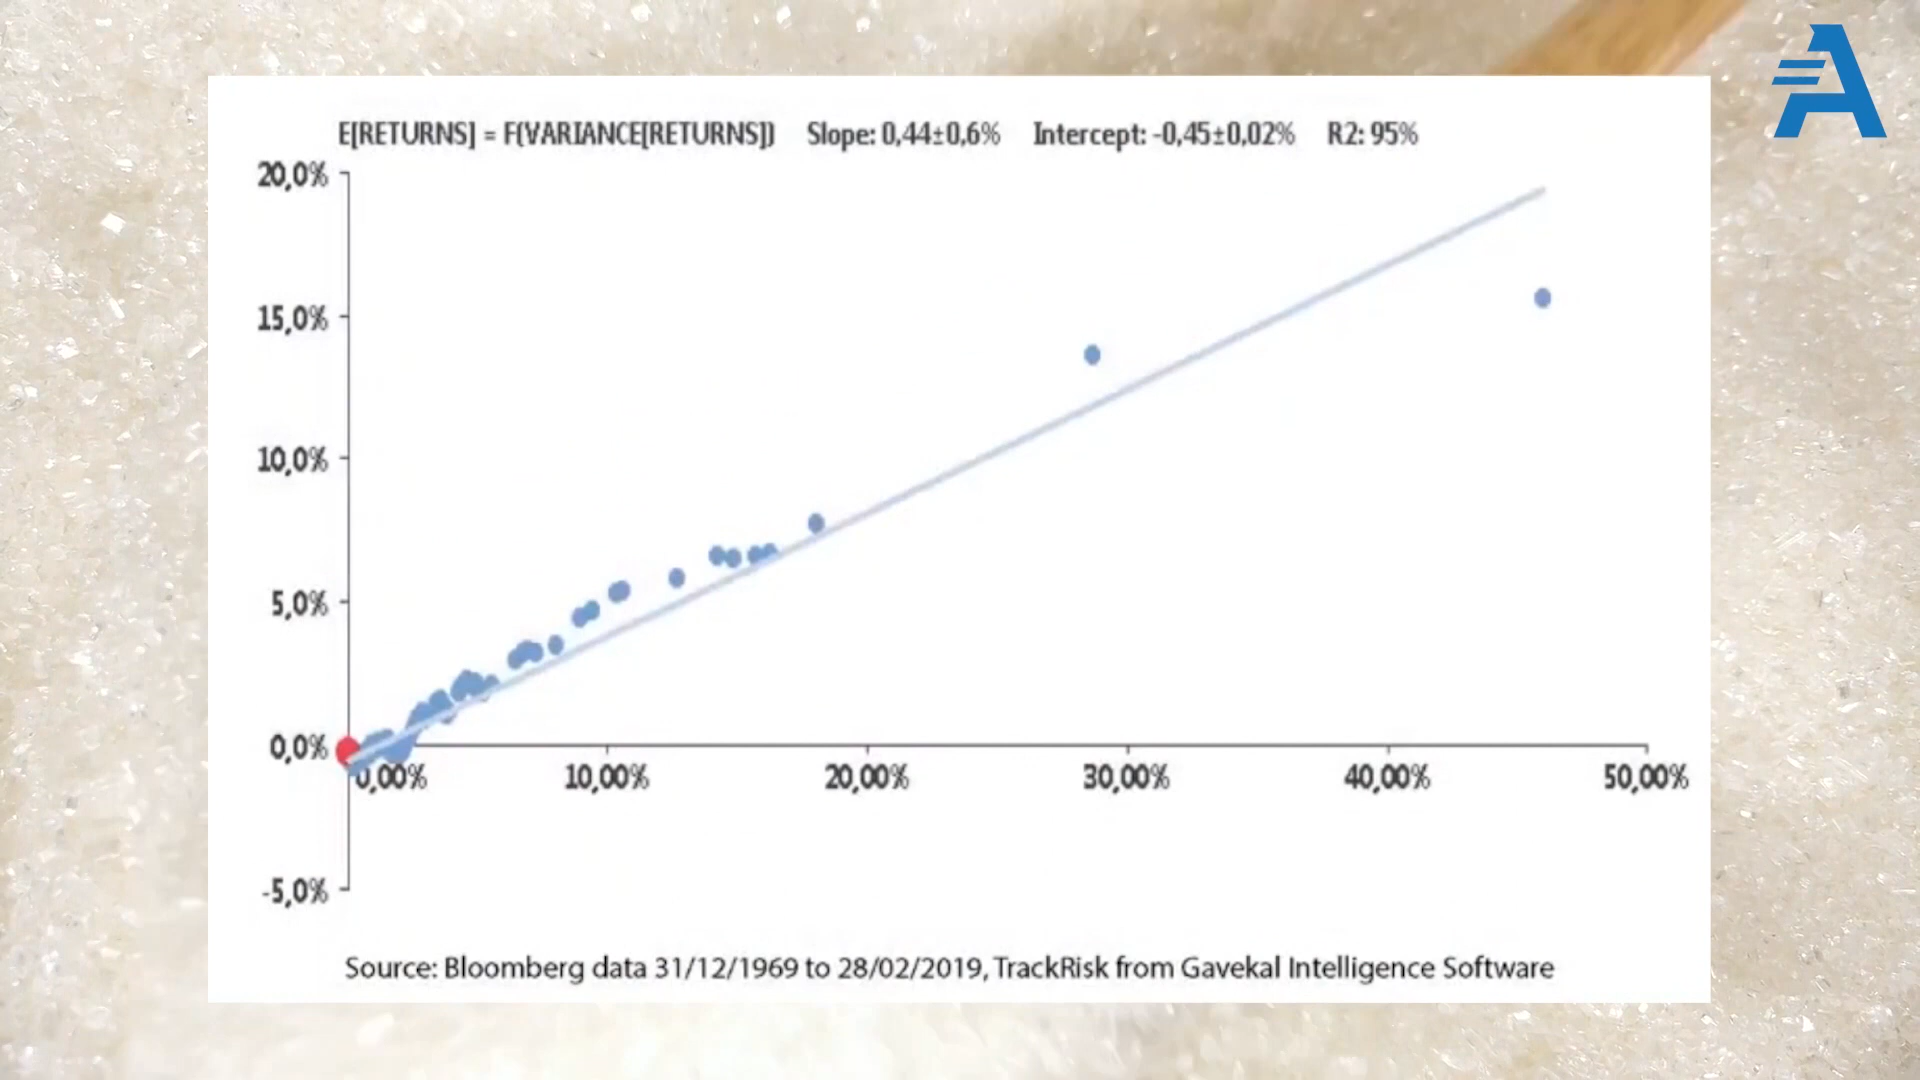 E[RETURNS] = F(VARIANCE[RETURNS]) Slope: 0,44±0,6% Intercept: -0,45±0,02% R2: 95%
20,0%
15,0%
10,0%
5,0%
0,0%
0,00% 10,00% 20,00% 30,00% 40,00% 50,00%
-5,0%
Source: Bloomberg data 31/12/1969 to 28/02/2019, TrackRisk from Gavekal Intelligence Software